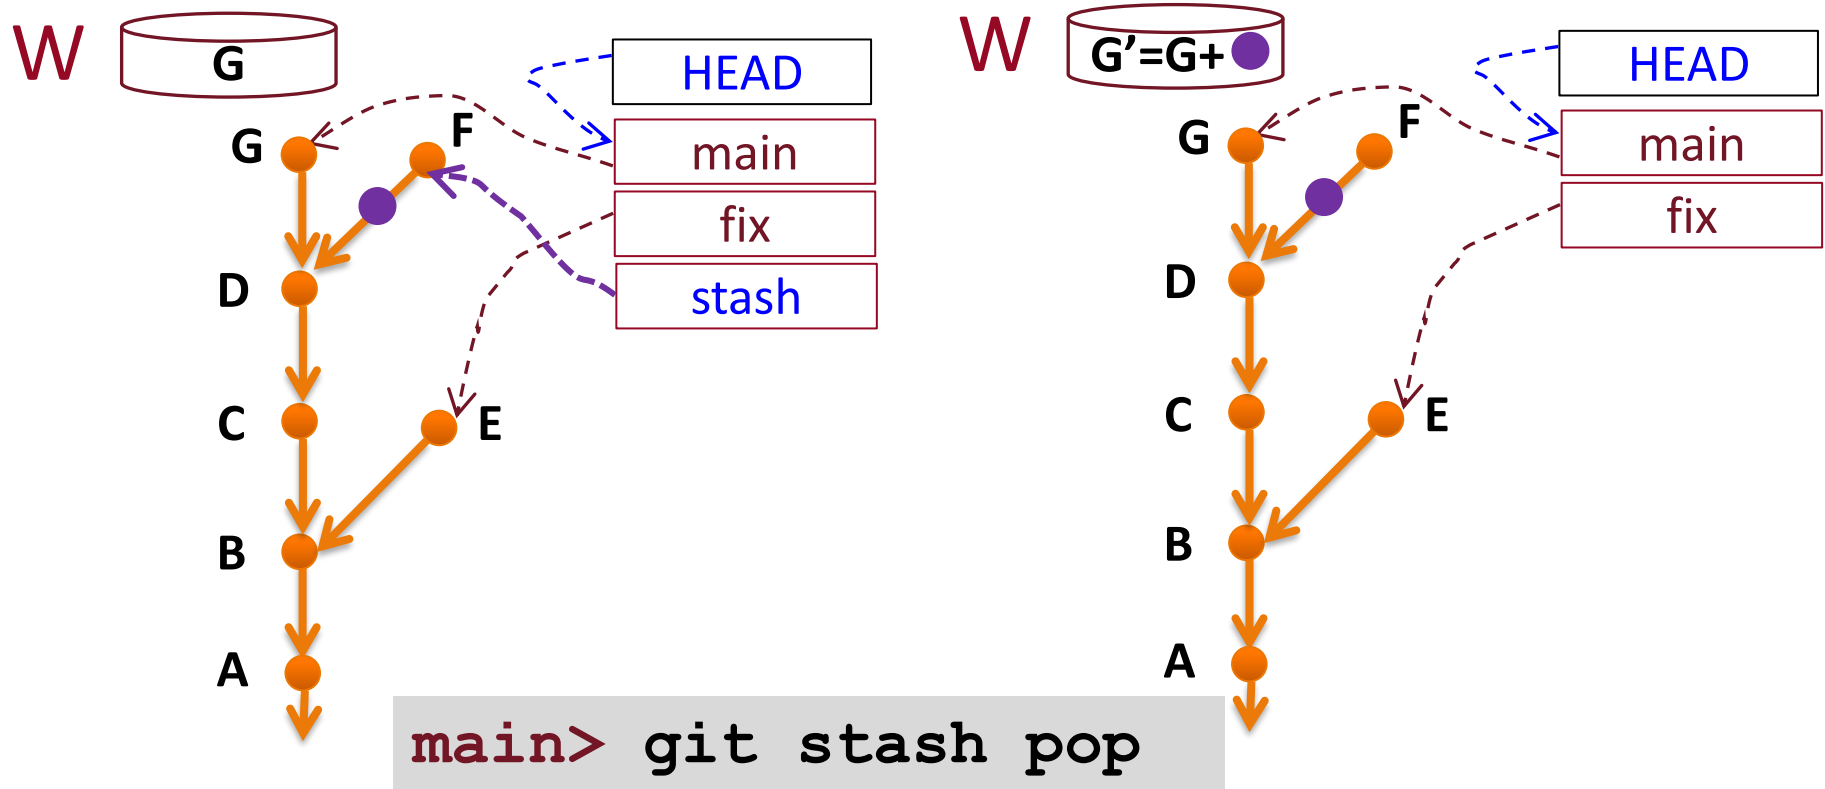 W
G
HEAD
G
F
main
fix
D
stash
C
E
B
A
W
G’=G+
HEAD
G
F
main
fix
D
C
E
B
A
main> git stash pop